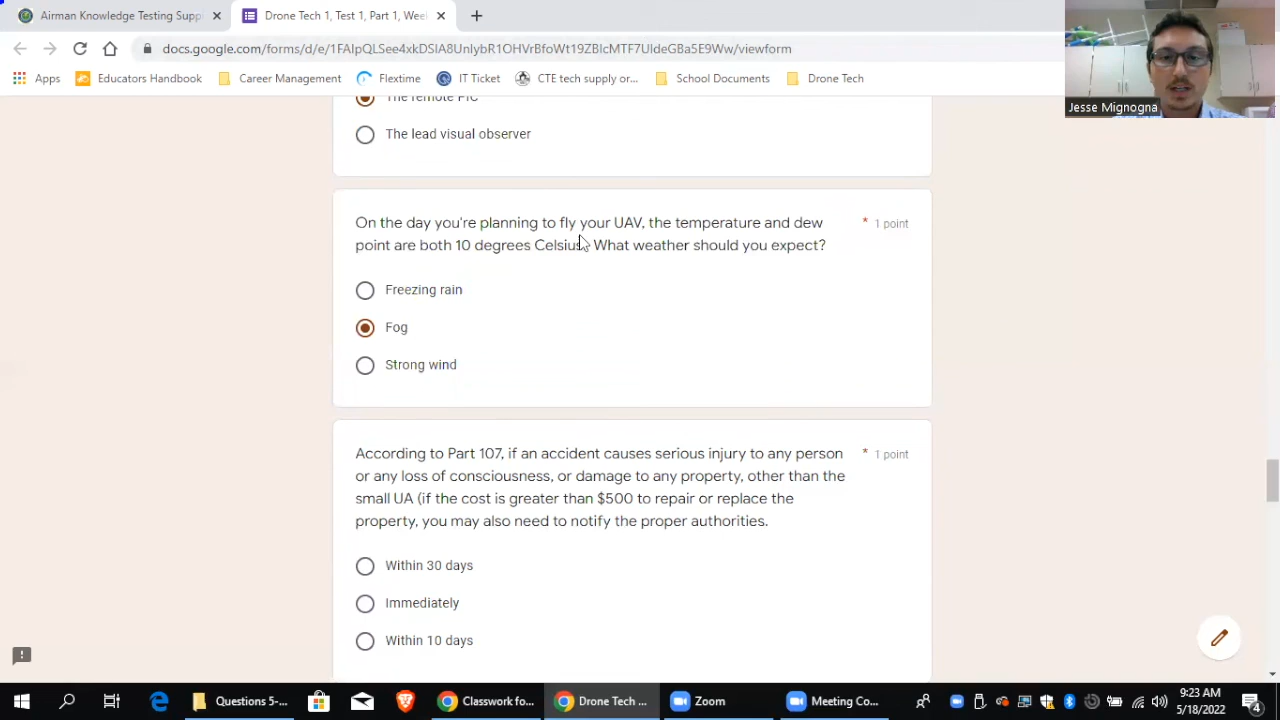 Airman Knowledge Testing Supp
Drone Tech 1, Test 1, Part 1, Wee
docs.google.com/forms/d/e/1FAIpQLSee4xkDSIA8UnlybR1OHVrBfoWt19ZBIcMTF7UldeGBa5E9Ww/viewform
Apps
Educators Handbook
Career Management
Flextime
IT Ticket
CTE tech supply or...
School Documents
Drone Tech
Jesse Mignogna
The remote PIC
The lead visual observer
On the day you're planning to fly your UAV, the temperature and dew
point are both 10 degrees Celsius. What weather should you expect?
* 1 point
Freezing rain
Fog
Strong wind
According to Part 107, if an accident causes serious injury to any person
or any loss of consciousness, or damage to any property, other than the
small UA (if the cost is greater than $500 to repair or replace the
property, you may also need to notify the proper authorities.
* 1 point
Within 30 days
Immediately
Within 10 days
Questions 5-...
Classwork fo...
Drone Tech ...
Zoom
Meeting Co...
9:23 AM
5/18/2022
4